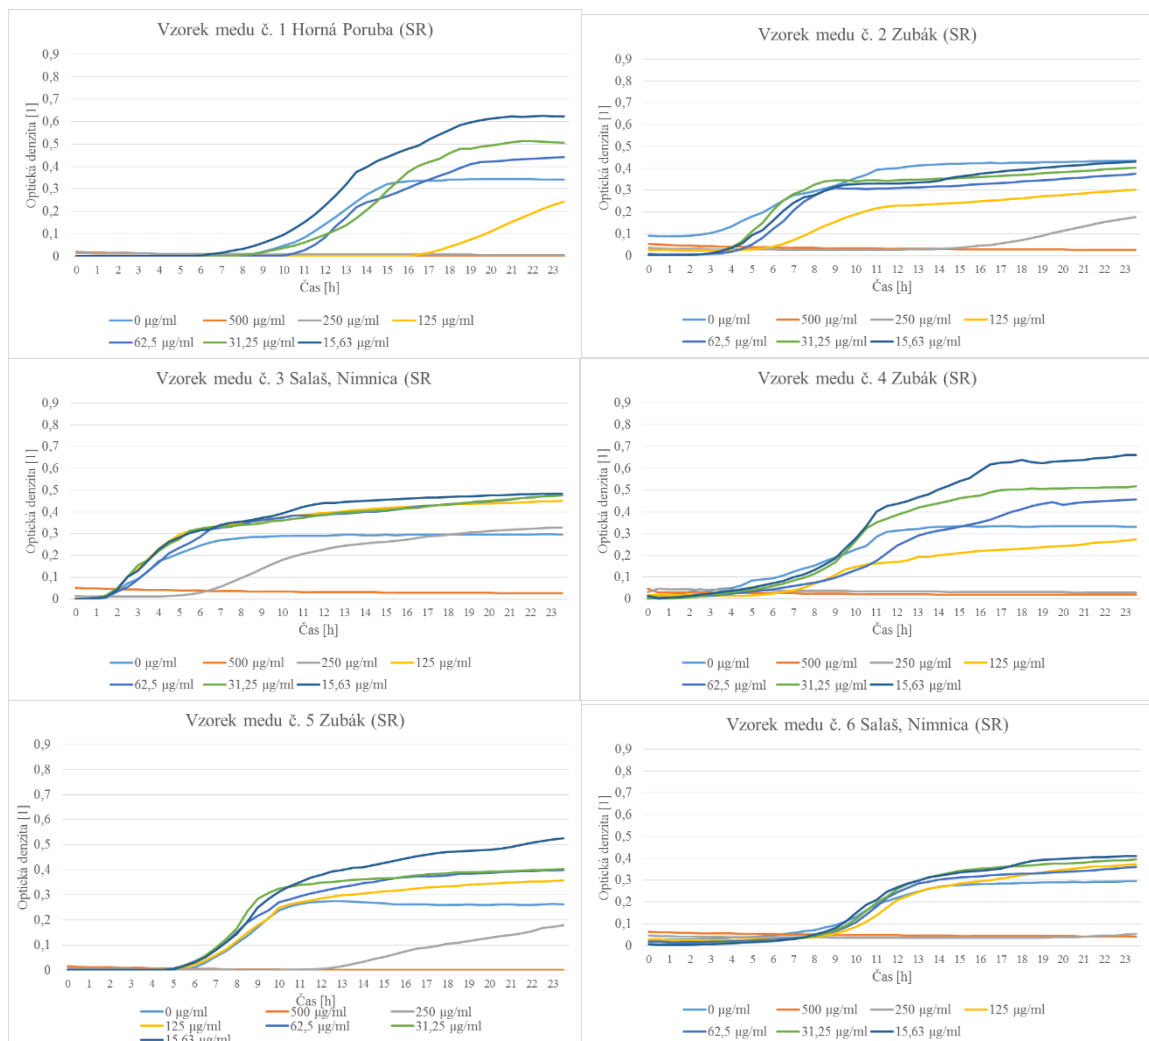 Vzorek medu č. 1 Horná Poruba (SR)
Optická denzita [1]
0,9
0,8
0,7
0,6
0,5
0,4
0,3
0,2
0,1
0
0 1 2 3 4 5 6 7 8 9 10 11 12 13 14 15 16 17 18 19 20 21 22 23
Čas [h]
0 µg/ml 500 µg/ml 250 µg/ml 125 µg/ml
62,5 µg/ml 31,25 µg/ml 15,63 µg/ml
Vzorek medu č. 2 Zubák (SR)
Optická denzita [1]
0,9
0,8
0,7
0,6
0,5
0,4
0,3
0,2
0,1
0
0 1 2 3 4 5 6 7 8 9 10 11 12 13 14 15 16 17 18 19 20 21 22 23
Čas [h]
0 µg/ml 500 µg/ml 250 µg/ml 125 µg/ml
62,5 µg/ml 31,25 µg/ml 15,63 µg/ml
Vzorek medu č. 3 Salaš, Nimnica (SR
Optická denzita [1]
0,9
0,8
0,7
0,6
0,5
0,4
0,3
0,2
0,1
0
0 1 2 3 4 5 6 7 8 9 10 11 12 13 14 15 16 17 18 19 20 21 22 23
Čas [h]
0 µg/ml 500 µg/ml 250 µg/ml 125 µg/ml
62,5 µg/ml 31,25 µg/ml 15,63 µg/ml
Vzorek medu č. 4 Zubák (SR)
Optická denzita [1]
0,9
0,8
0,7
0,6
0,5
0,4
0,3
0,2
0,1
0
0 1 2 3 4 5 6 7 8 9 10 11 12 13 14 15 16 17 18 19 20 21 22 23
Čas [h]
0 µg/ml 500 µg/ml 250 µg/ml 125 µg/ml
62,5 µg/ml 31,25 µg/ml 15,63 µg/ml
Vzorek medu č. 5 Zubák (SR)
Optická denzita [1]
0,9
0,8
0,7
0,6
0,5
0,4
0,3
0,2
0,1
0
0 1 2 3 4 5 6 7 8 9 10 11 12 13 14 15 16 17 18 19 20 21 22 23
Čas [h]
0 µg/ml 500 µg/ml 250 µg/ml
125 µg/ml 62,5 µg/ml 31,25 µg/ml
15,63 µg/ml
Vzorek medu č. 6 Salaš, Nimnica (SR)
Optická denzita [1]
0,9
0,8
0,7
0,6
0,5
0,4
0,3
0,2
0,1
0
0 1 2 3 4 5 6 7 8 9 10 11 12 13 14 15 16 17 18 19 20 21 22 23
Čas [h]
0 µg/ml 500 µg/ml 250 µg/ml 125 µg/ml
62,5 µg/ml 31,25 µg/ml 15,63 µg/ml